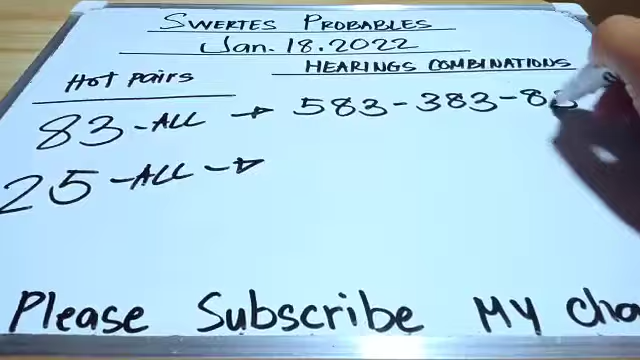 SWERTES PROBABLES
Jan. 18. 2022
Hot PAIRS
HEARINGS COMBINATIONS
83 - ALL → 583 - 383 - 8
25 - ALL →
Please Subscribe My